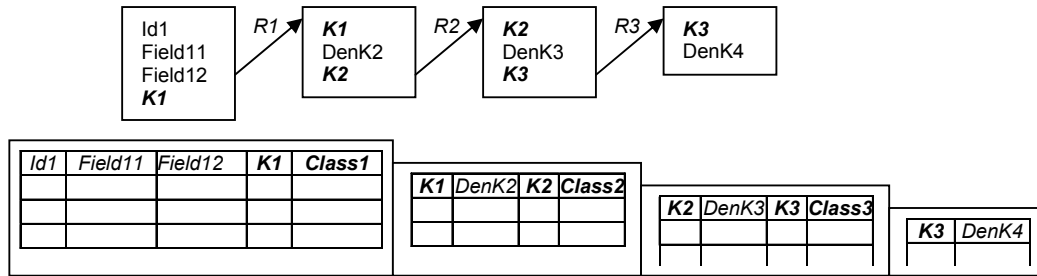 Id1
Field11
Field12
K1
R1
K1
DenK2
K2
R2
K2
DenK3
K3
R3
K3
DenK4
Id1 Field11 Field12 K1 Class1
K1 DenK2 K2 Class2
K2 DenK3 K3 Class3
K3 DenK4